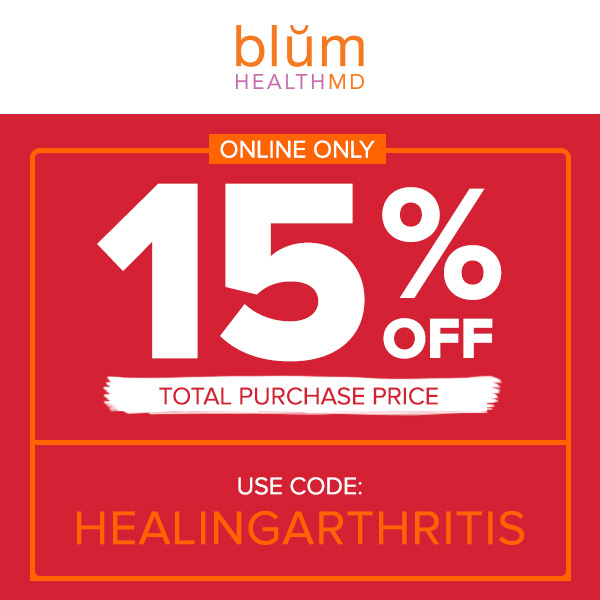 blŭm
HEALTHMD
ONLINE ONLY
15%
OFF
TOTAL PURCHASE PRICE
USE CODE:
HEALINGARTHRITIS